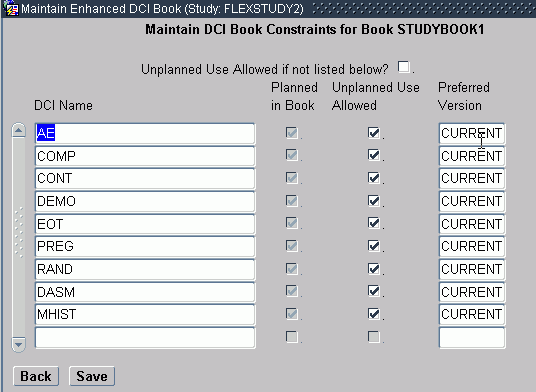 Maintain Enhanced DCI Book (Study: FLEXSTUDY2)
Maintain DCI Book Constraints for Book STUDYBOOK1
Unplanned Use Allowed if not listed below? .
DCI Name Planned in Book Unplanned Use Allowed Preferred Version
AE CURRENT
COMP CURRENT
CONT CURRENT
DEMO CURRENT
EOT CURRENT
PREG CURRENT
RAND CURRENT
DASM CURRENT
MHIST CURRENT
Back Save